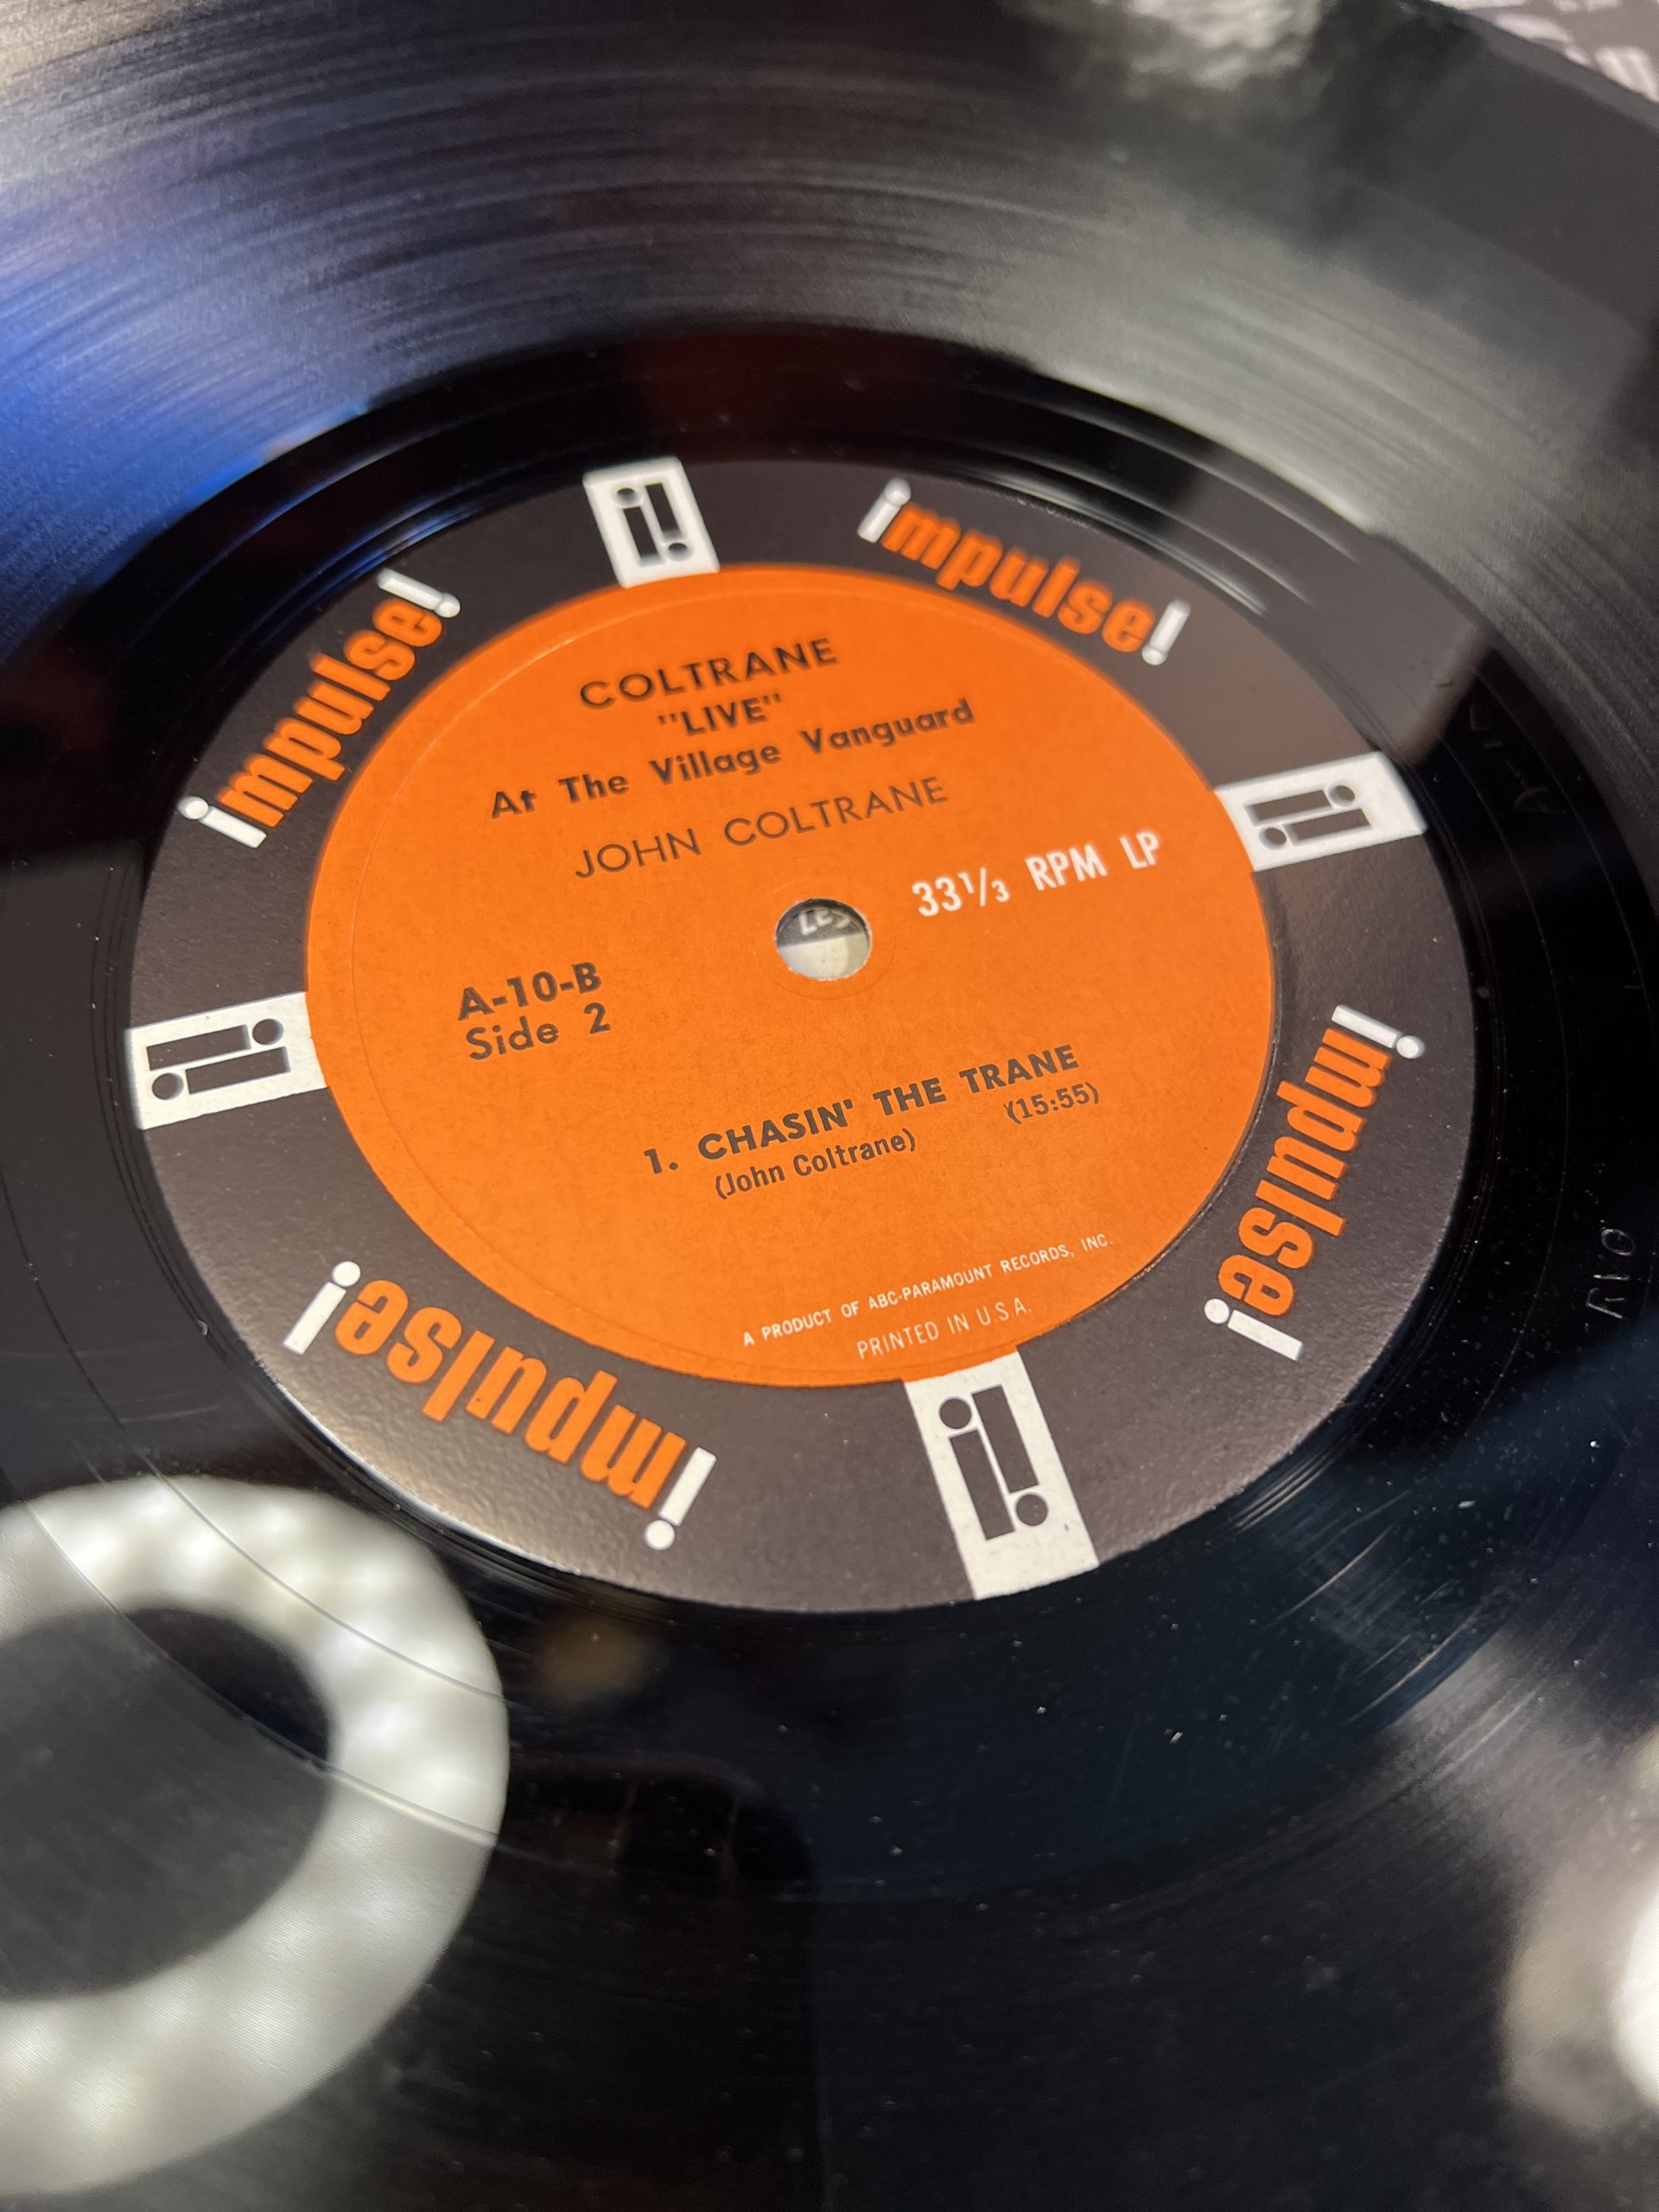 impulse!
impulse!
COLTRANE
"LIVE"
At The Village Vanguard
JOHN COLTRANE
33⅓ RPM LP
A-10-B
Side 2
1. CHASIN' THE TRANE
(John Coltrane) (15:55)
A PRODUCT OF ABC-PARAMOUNT RECORDS, INC.
PRINTED IN U.S.A.
impulse!
impulse!